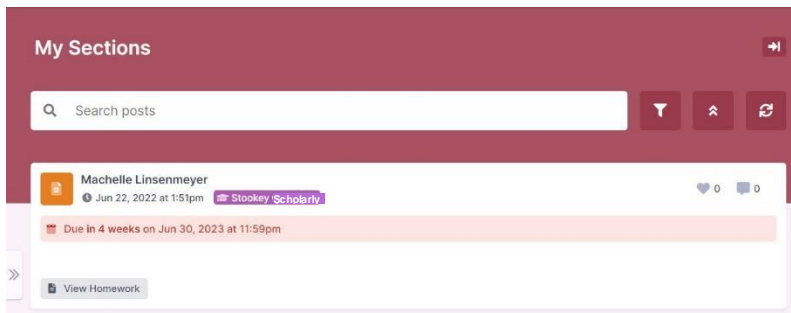 My Sections
Search posts
Machelle Linsenmeyer
Jun 22, 2022 at 1:51pm Stookey Scholarly
0 0
Due in 4 weeks on Jun 30, 2023 at 11:59pm
View Homework